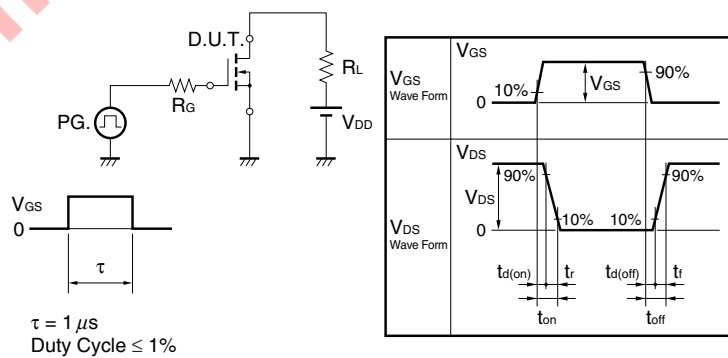 D.U.T.
RL
RG
PG.
VDD
VGS
0
τ
τ = 1 μs
Duty Cycle ≤ 1%
VGS
Wave Form
VGS
10%
VGS
90%
0
VDS
Wave Form
VDS
90%
90%
VDS
10%
10%
0
td(on)
tr
td(off)
tf
ton
toff